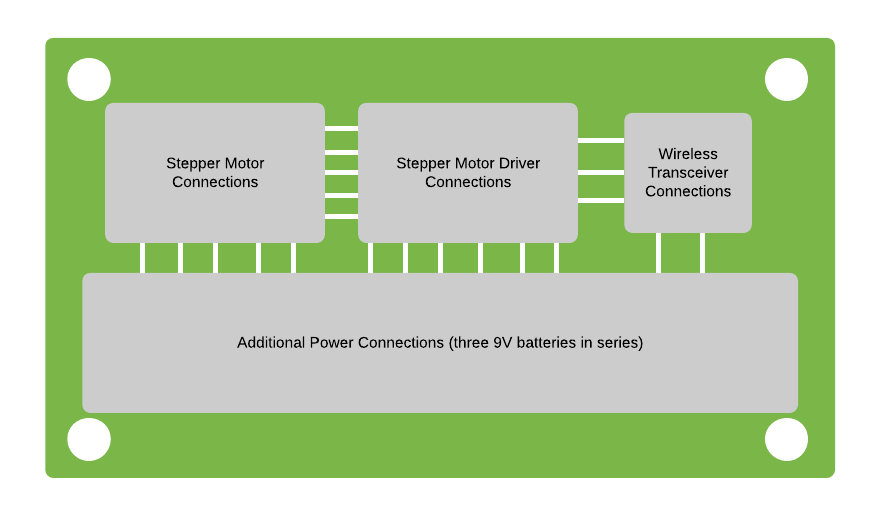 Stepper Motor
Connections
Stepper Motor Driver
Connections
Wireless
Transceiver
Connections
Additional Power Connections (three 9V batteries in series)